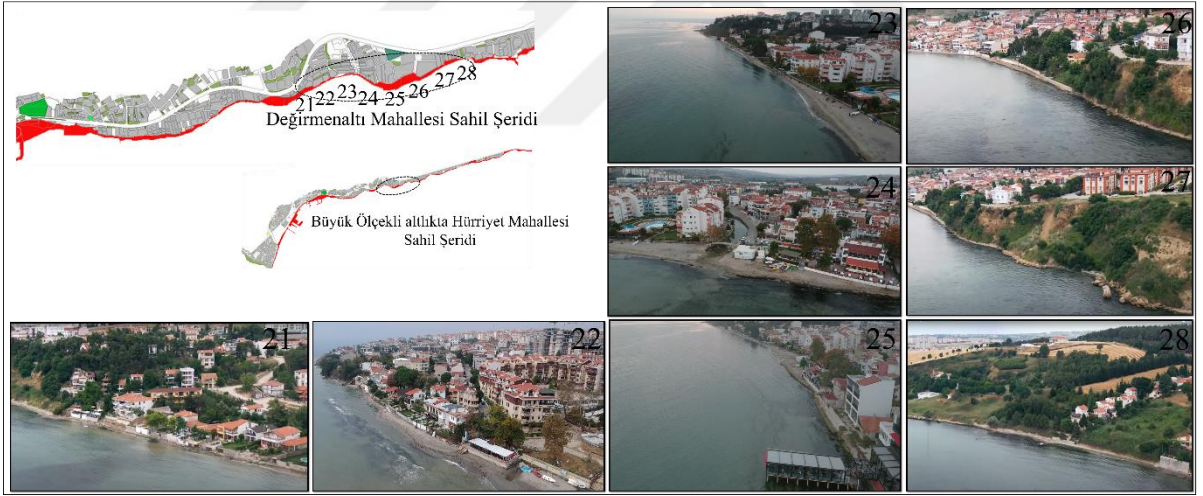 21 22 23 24 25 26 27 28
Değirmenaltı Mahallesi Sahil Şeridi
Büyük Ölçekli altlıkta Hürriyet Mahallesi
Sahil Şeridi
23
26
24
27
21
22
25
28